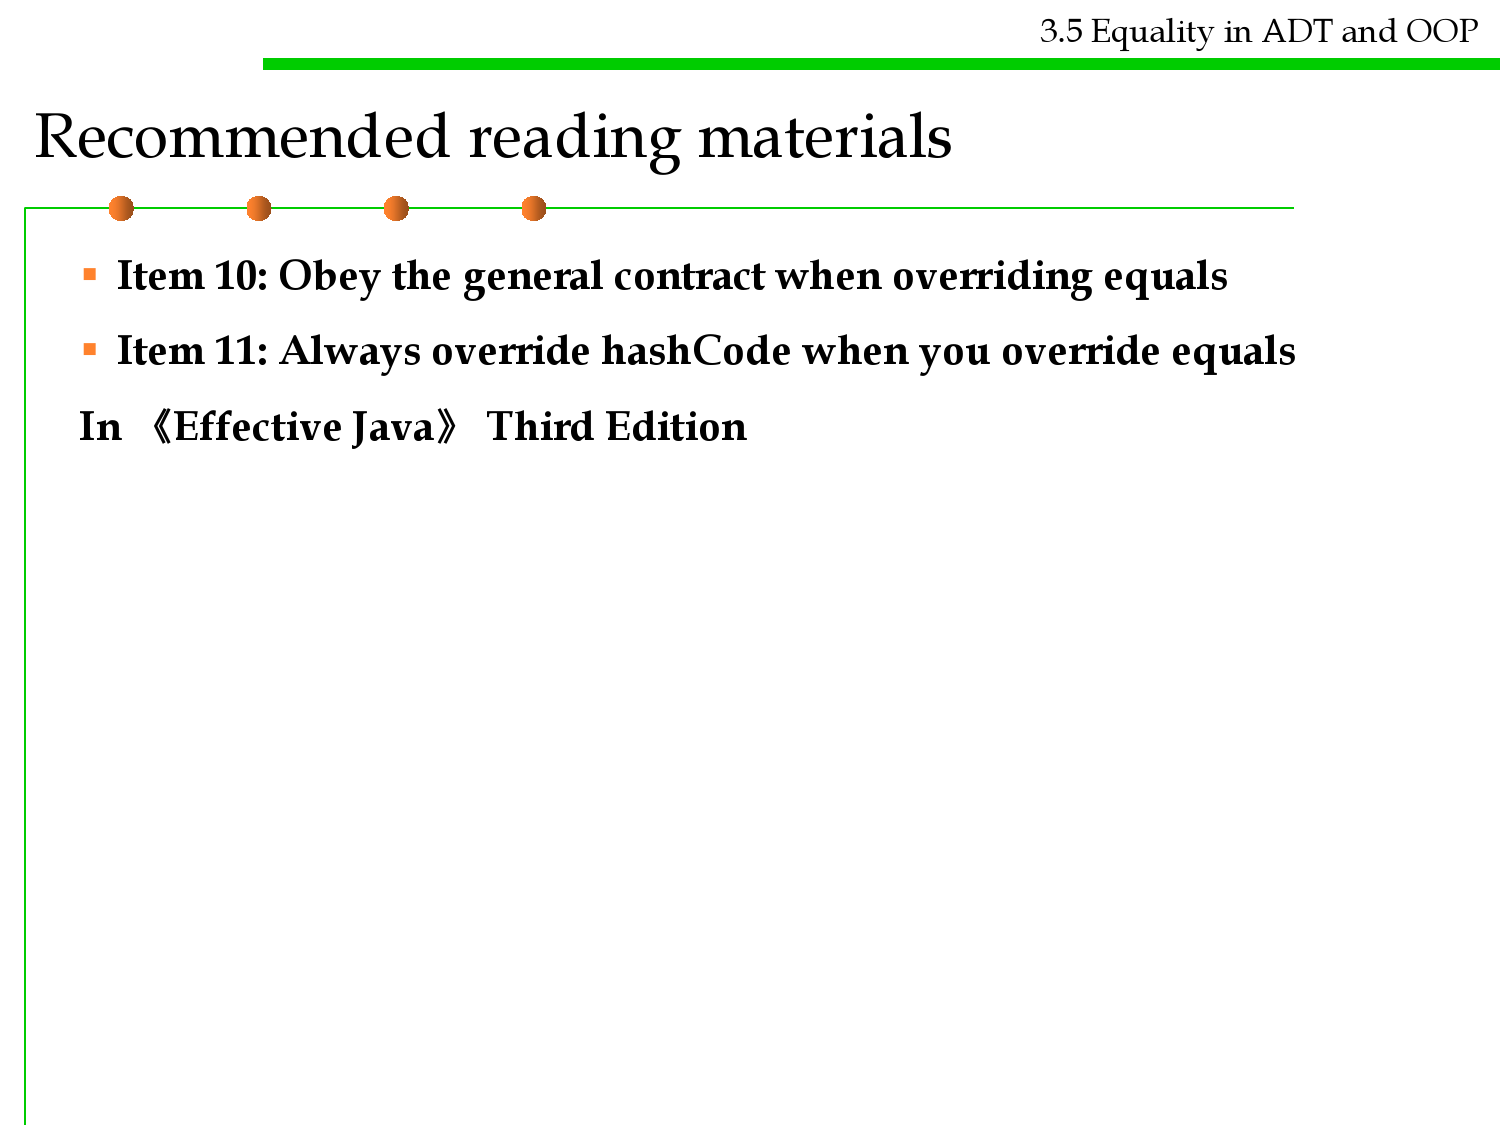 3.5 Equality in ADT and OOP
Recommended reading materials
▪ Item 10: Obey the general contract when overriding equals
▪ Item 11: Always override hashCode when you override equals
In 《Effective Java》 Third Edition